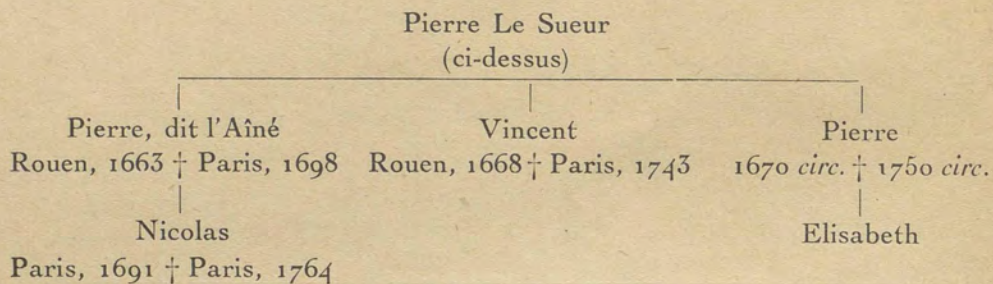 Pierre Le Sueur
(ci-dessus)
Pierre, dit l'Aîné Vincent Pierre
Rouen, 1663 † Paris, 1698 Rouen, 1668 † Paris, 1743 1670 circ. † 1750 circ.
Nicolas Elisabeth
Paris, 1691 † Paris, 1764